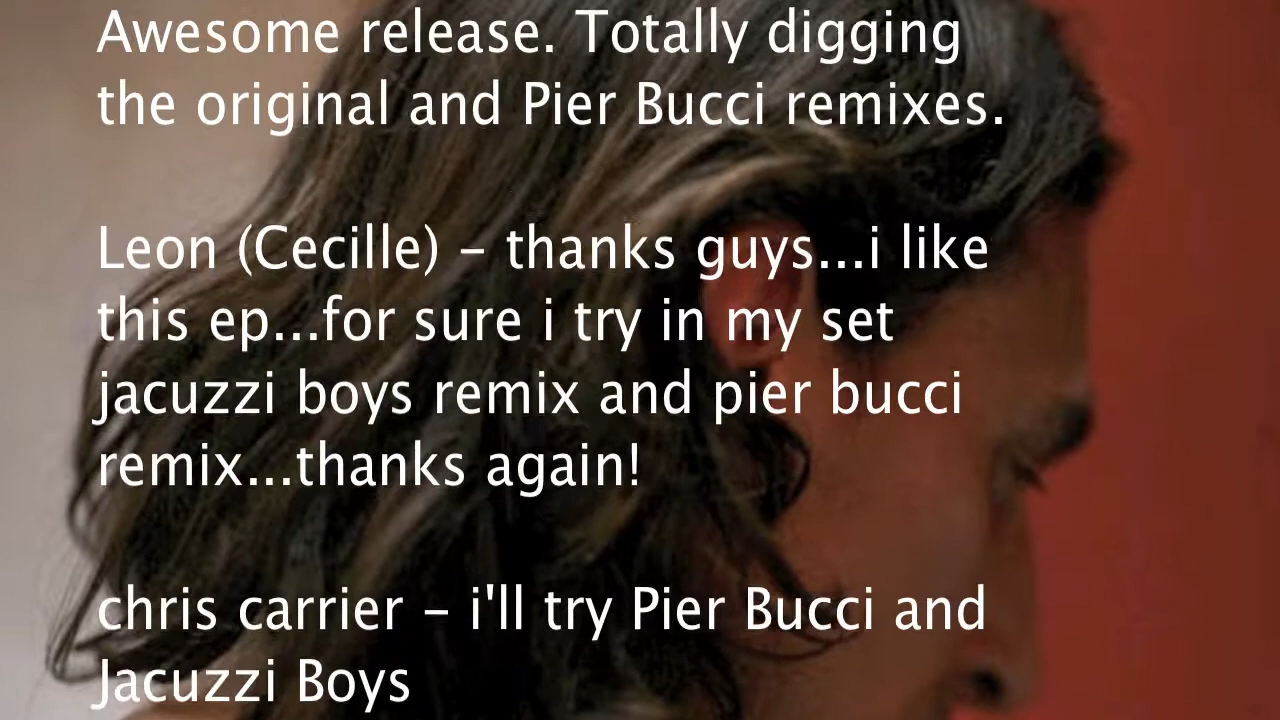 Awesome release. Totally digging
the original and Pier Bucci remixes.
Leon (Cecille) – thanks guys...i like
this ep...for sure i try in my set
jacuzzi boys remix and pier bucci
remix...thanks again!
chris carrier – i'll try Pier Bucci and
Jacuzzi Boys